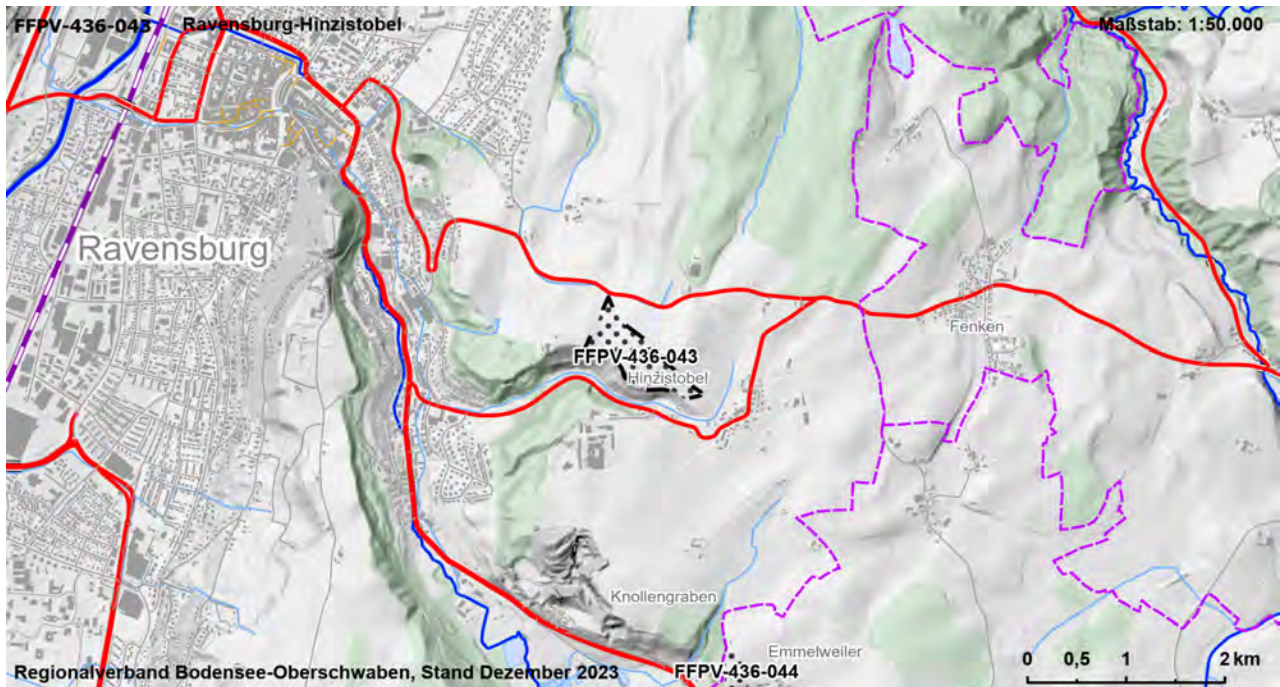 FFPV-436-043 Ravensburg-Hinzistobel
Maßstab: 1:50.000
Ravensburg
Fenken
FFPV-436-043
Hinzistobel
Knollengraben
Emmelweiler
0 0,5 1 2 km
Regionalverband Bodensee-Oberschwaben, Stand Dezember 2023
FFPV-436-044